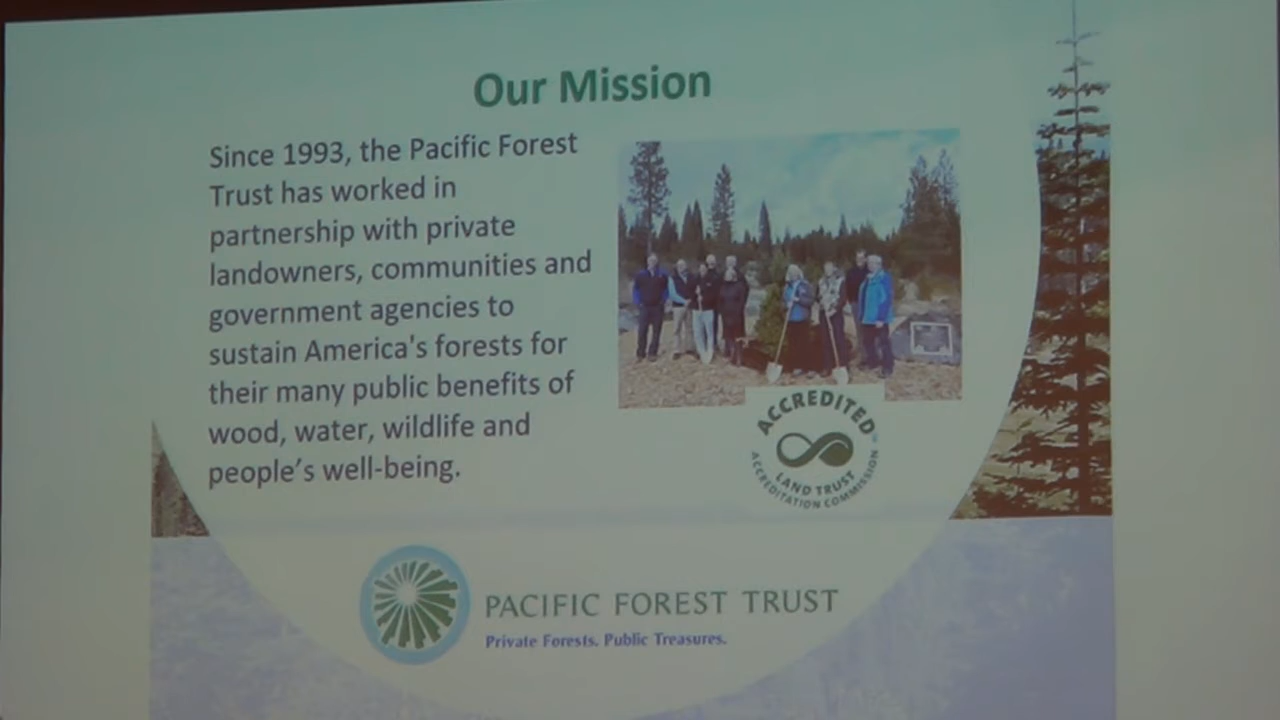 Our Mission
Since 1993, the Pacific Forest
Trust has worked in
partnership with private
landowners, communities and
government agencies to
sustain America's forests for
their many public benefits of
wood, water, wildlife and
people’s well-being.
ACCREDITED
LAND TRUST
ACCREDITATION COMMISSION
PACIFIC FOREST TRUST
Private Forests. Public Treasures.